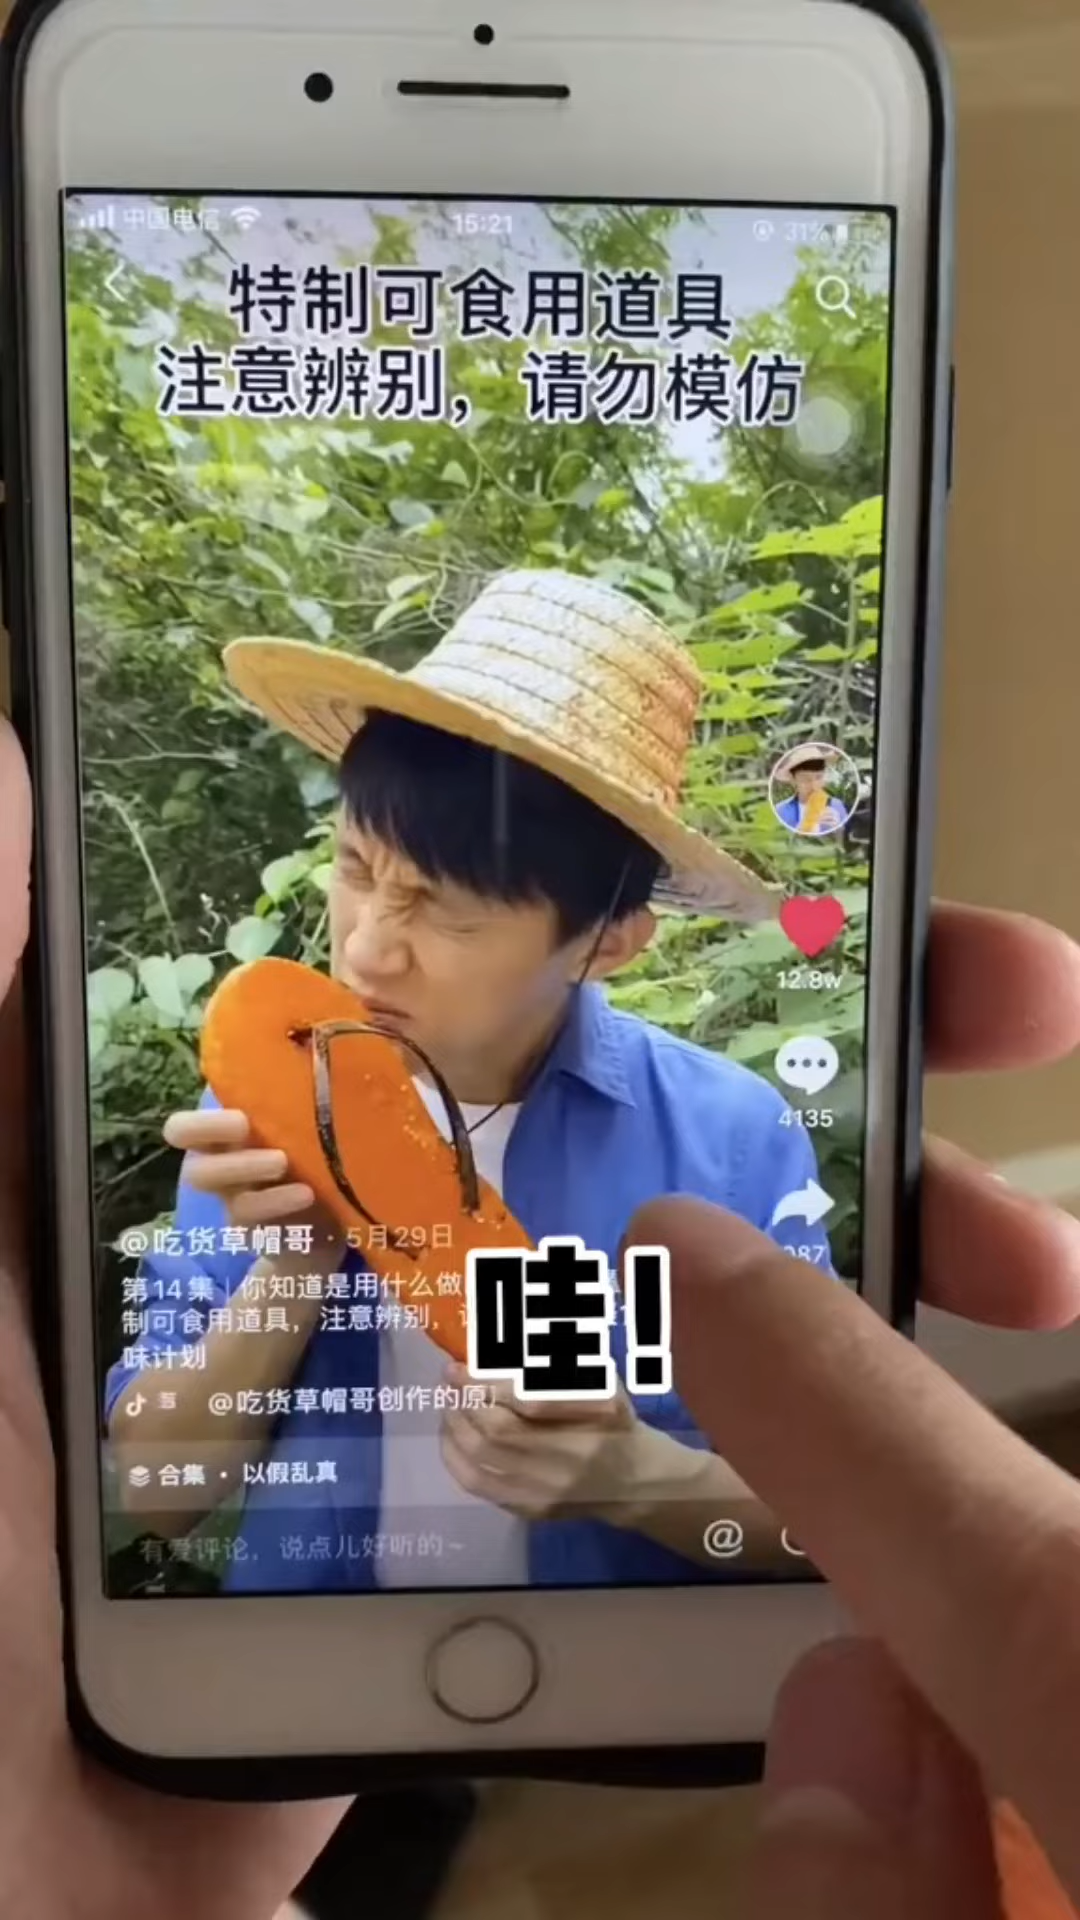 中国电信
15:21
31%
特制可食用道具
注意辨别，请勿模仿
12.8w
4135
087
@吃货草帽哥 · 5月29日
第14集 | 你知道是用什么做
制可食用道具，注意辨别，
味计划
@吃货草帽哥创作的原
哇!
合集 · 以假乱真
有爱评论，说点儿好听的~
@